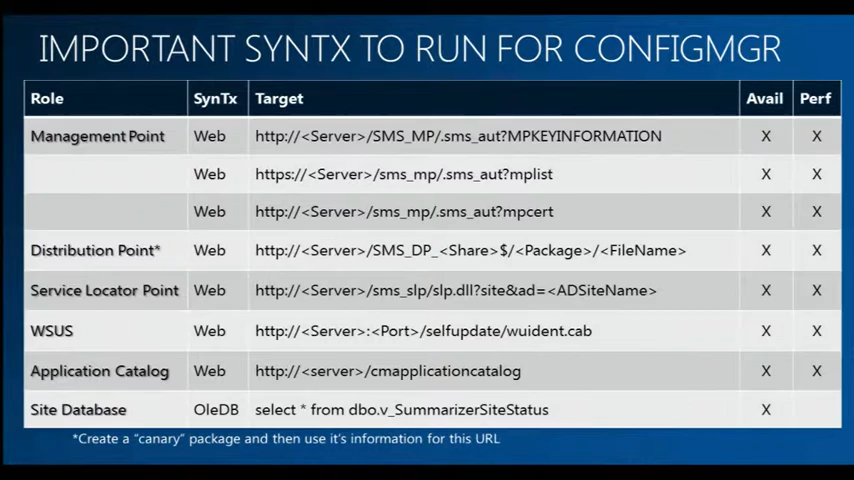 IMPORTANT SYNTX TO RUN FOR CONFIGMGR
Role SynTx Target Avail Perf
Management Point Web http://<Server>/SMS_MP/.sms_aut?MPKEYINFORMATION X X
Web https://<Server>/sms_mp/.sms_aut?mplist X X
Web http://<Server>/sms_mp/.sms_aut?mpcert X X
Distribution Point* Web http://<Server>/SMS_DP_<Share>$/<Package>/<FileName> X X
Service Locator Point Web http://<Server>/sms_slp/slp.dll?site&ad=<ADSiteName> X X
WSUS Web http://<Server>:<Port>/selfupdate/wuident.cab X X
Application Catalog Web http://<server>/cmapplicationcatalog X X
Site Database OleDB select * from dbo.v_SummarizerSiteStatus X
*Create a "canary" package and then use it's information for this URL